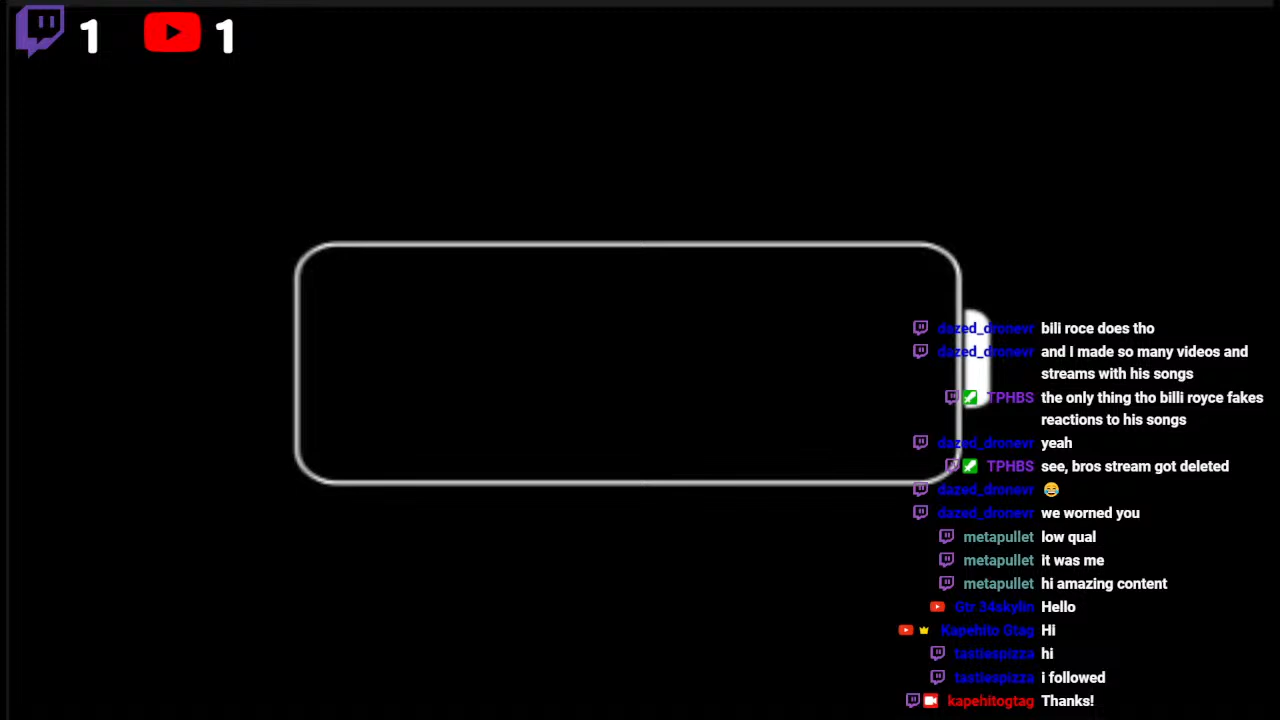 1 1
dazed_dronevr bili roce does tho
dazed_dronevr and I made so many videos and
streams with his songs
TPHBS the only thing tho billi royce fakes
reactions to his songs
dazed_dronevr yeah
TPHBS see, bros stream got deleted
dazed_dronevr 😂
dazed_dronevr we worned you
metapullet low qual
metapullet it was me
metapullet hi amazing content
Gtr 34skylin Hello
Kapehito Gtag Hi
tastiespizza hi
tastiespizza i followed
kapehitogtag Thanks!